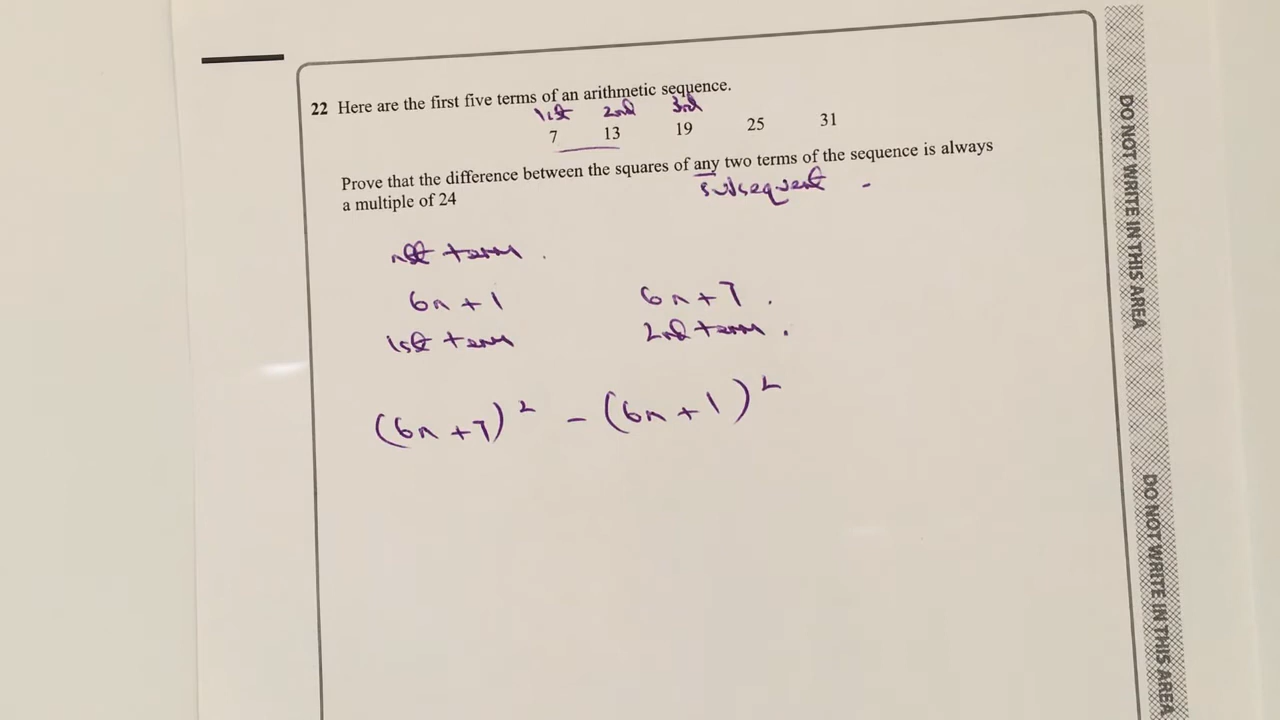 22 Here are the first five terms of an arithmetic sequence.
1st 2nd 3rd
7 13 19 25 31
Prove that the difference between the squares of any two terms of the sequence is always
subsequent
a multiple of 24
nth term
6n + 1 6n + 7
1st term 2nd term
(6n + 7)² - (6n + 1)²
DO NOT WRITE IN THIS AREA
DO NOT WRITE IN THIS AREA